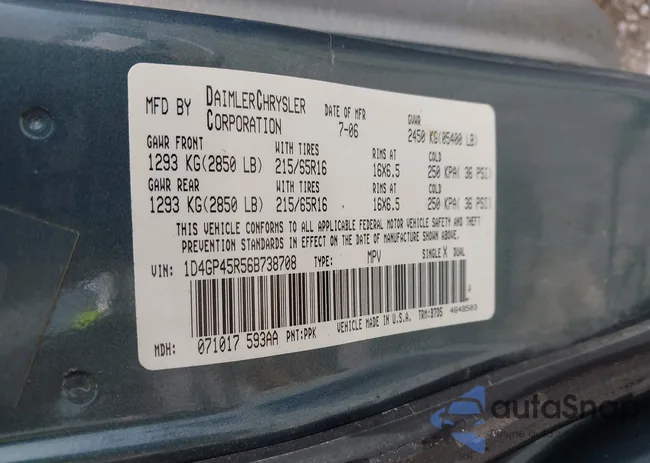 MFD BY DAIMLERCHRYSLER CORPORATION DATE OF MFR 7-06 GVWR 2450 KG(05400 LB)
GAWR FRONT WITH TIRES RIMS AT COLD
1293 KG(2850 LB) 215/65R16 16X6.5 250 KPA( 36 PSI)
GAWR REAR WITH TIRES RIMS AT COLD
1293 KG(2850 LB) 215/65R16 16X6.5 250 KPA( 36 PSI)
THIS VEHICLE CONFORMS TO ALL APPLICABLE FEDERAL MOTOR VEHICLE SAFETY AND THEFT
PREVENTION STANDARDS IN EFFECT ON THE DATE OF MANUFACTURE SHOWN ABOVE.
VIN: 1D4GP45R56B738708 TYPE: MPV SINGLE X DUAL
MDH: 071017 593AA PNT:PPK VEHICLE MADE IN U.S.A. TRM:37D5 4648503
autoSnap